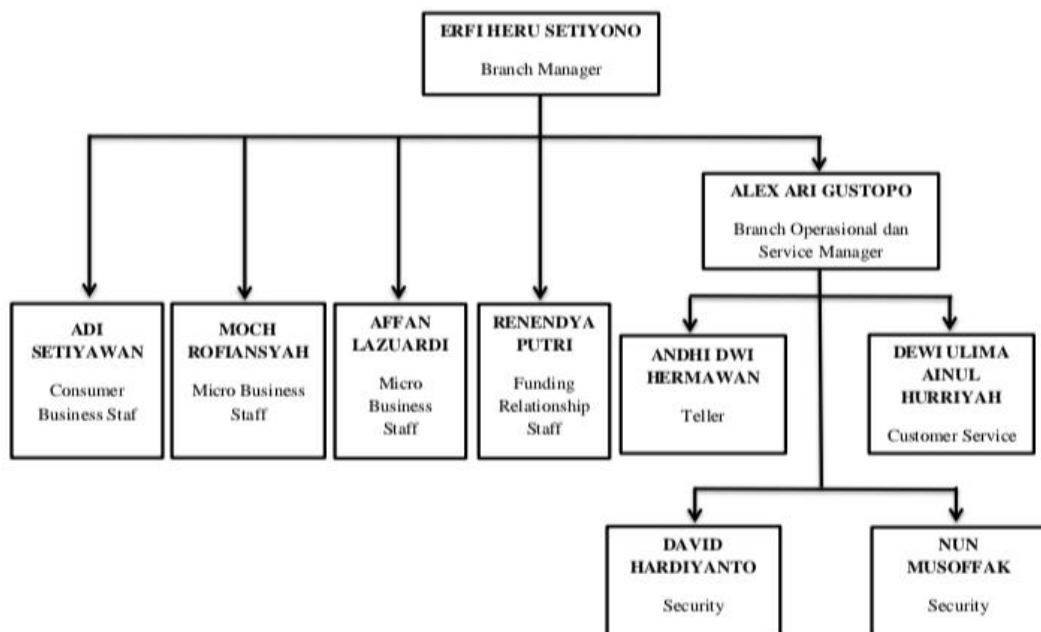 ERFI HERU SETIYONO
Branch Manager
ALEX ARI GUSTOPO
Branch Operasional dan
Service Manager
ADI
SETIYAWAN
Consumer
Business Staf
MOCH
ROFIANSYAH
Micro Business
Staff
AFFAN
LAZUARDI
Micro
Business
Staff
RENENDYA
PUTRI
Funding
Relationship
Staff
ANDHI DWI
HERMAWAN
Teller
DEWI ULIMA
AINUL
HURRIYAH
Customer Service
DAVID
HARDIYANTO
Security
NUN
MUSOFFAK
Security